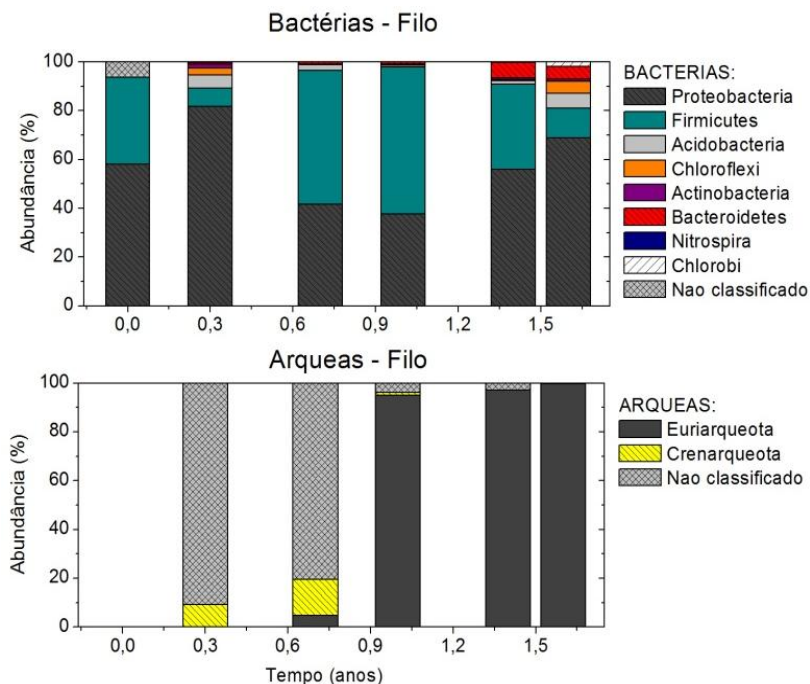 Bactérias - Filo
Abundância (%)
100
80
60
40
20
0
0,0 0,3 0,6 0,9 1,2 1,5
BACTERIAS:
Proteobacteria
Firmicutes
Acidobacteria
Chloroflexi
Actinobacteria
Bacteroidetes
Nitrospira
Chlorobi
Nao classificado
Arqueas - Filo
Abundância (%)
100
80
60
40
20
0
0,0 0,3 0,6 0,9 1,2 1,5
Tempo (anos)
ARQUEAS:
Euriarqueota
Crenarqueota
Nao classificado